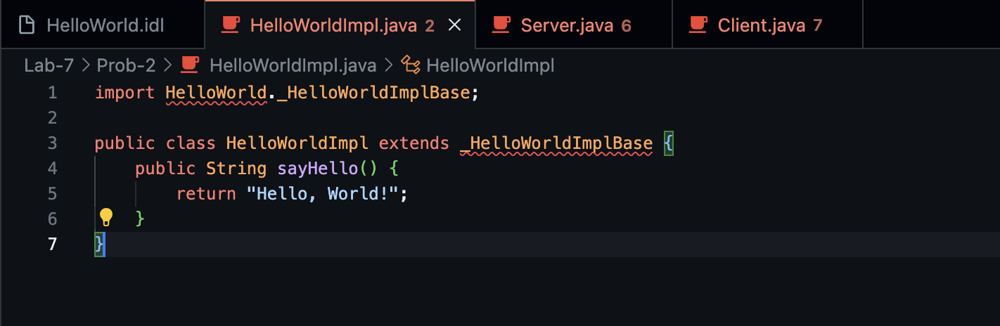 HelloWorld.idl HelloWorldImpl.java 2 Server.java 6 Client.java 7
Lab-7 > Prob-2 > HelloWorldImpl.java > HelloWorldImpl
1 import HelloWorld._HelloWorldImplBase;
2
3 public class HelloWorldImpl extends _HelloWorldImplBase {
4 public String sayHello() {
5 return "Hello, World!";
6 }
7 }